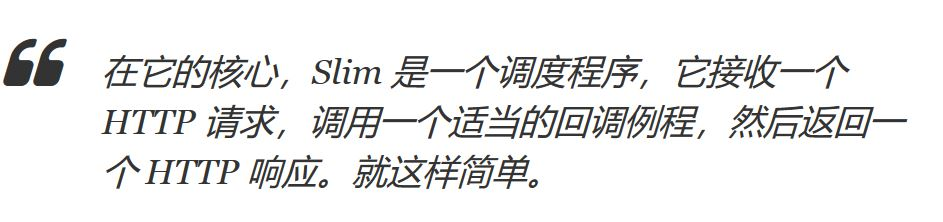 在它的核心，Slim 是一个调度程序，它接收一个
HTTP 请求，调用一个适当的回调例程，然后返回一
个 HTTP 响应。就这样简单。